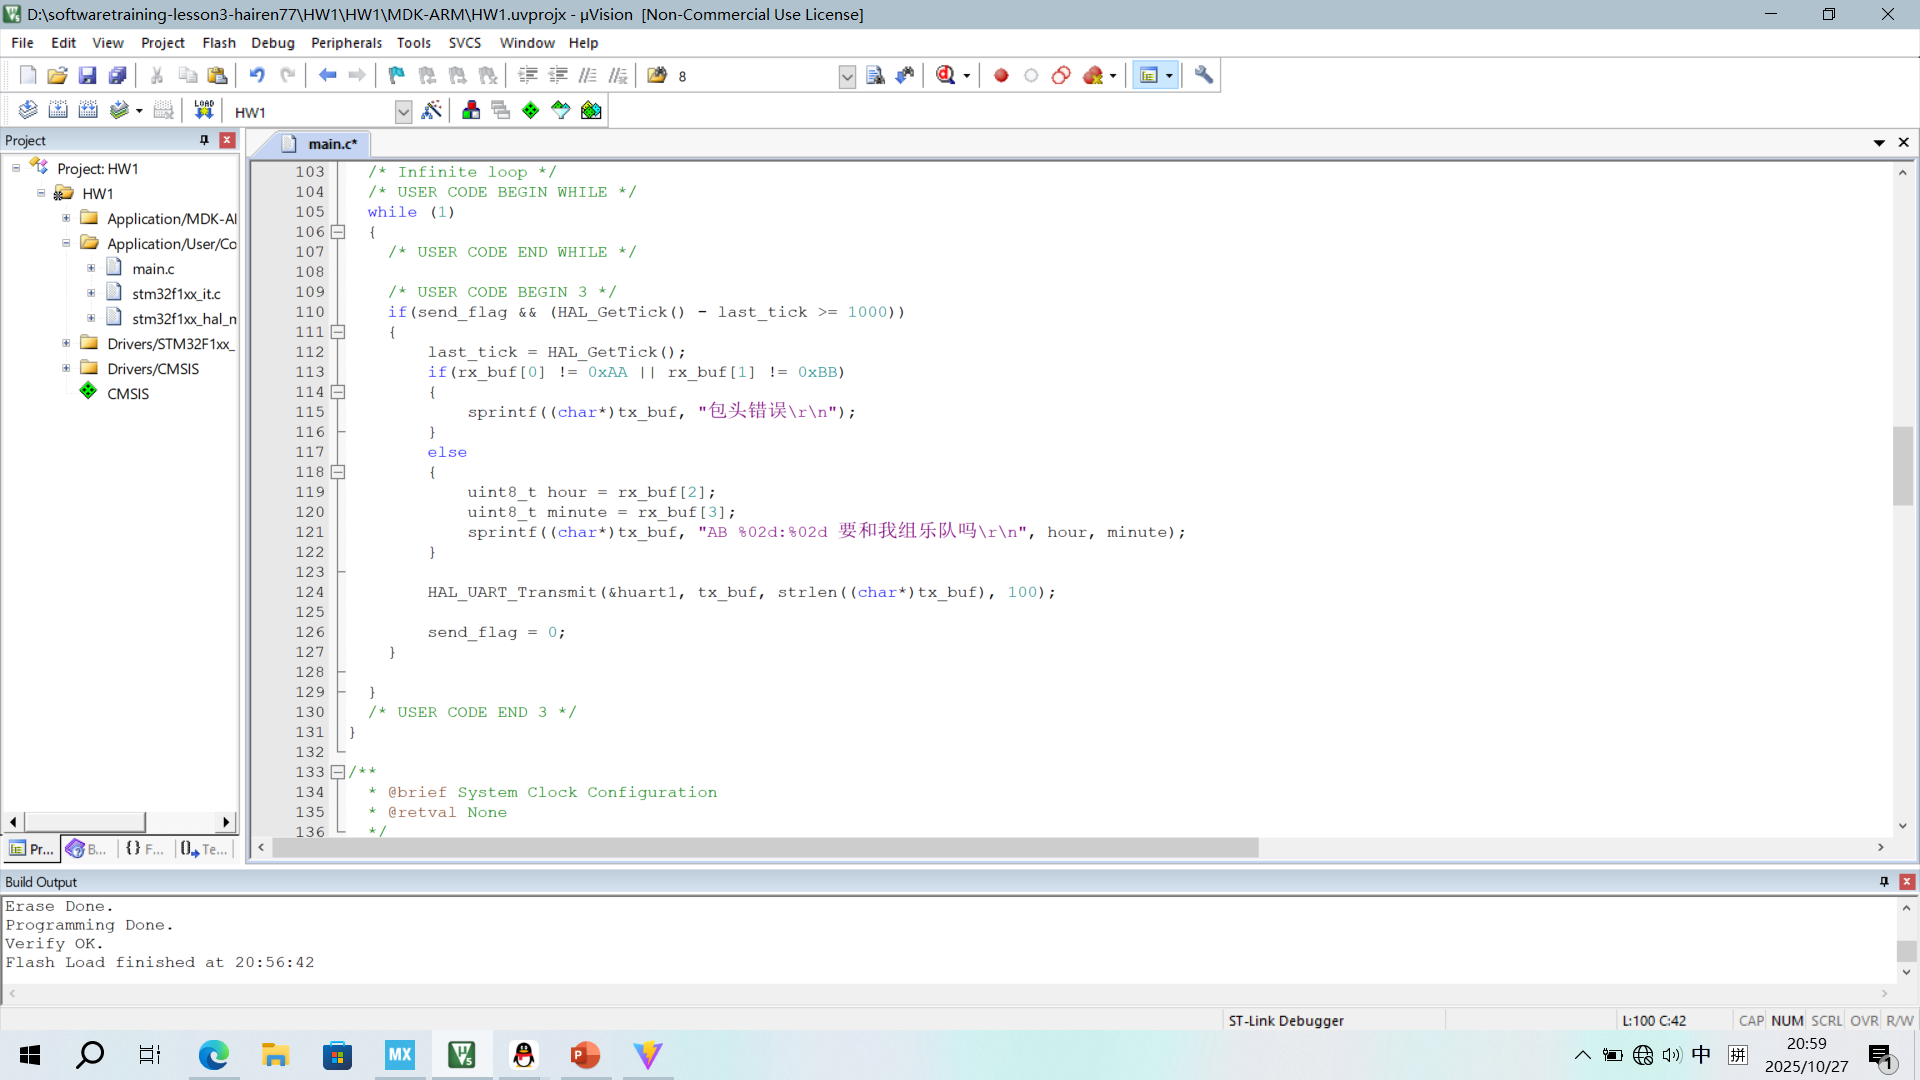 D:\softwaretraining-lesson3-hairen77\HW1\HW1\MDK-ARM\HW1.uvprojx - µVision  [Non-Commercial Use License]
File Edit View Project Flash Debug Peripherals Tools SVCS Window Help
8
LOAD HW1
Project
main.c*
Project: HW1
HW1
Application/MDK-AI
Application/User/Co
main.c
stm32f1xx_it.c
stm32f1xx_hal_m
Drivers/STM32F1xx_
Drivers/CMSIS
CMSIS
Pr... B... {} F... Te...
103 /* Infinite loop */
104 /* USER CODE BEGIN WHILE */
105 while (1)
106 {
107 /* USER CODE END WHILE */
108
109 /* USER CODE BEGIN 3 */
110 if(send_flag && (HAL_GetTick() - last_tick >= 1000))
111 {
112 last_tick = HAL_GetTick();
113 if(rx_buf[0] != 0xAA || rx_buf[1] != 0xBB)
114 {
115 sprintf((char*)tx_buf, "包头错误\r\n");
116 }
117 else
118 {
119 uint8_t hour = rx_buf[2];
120 uint8_t minute = rx_buf[3];
121 sprintf((char*)tx_buf, "AB %02d:%02d 要和我组乐队吗\r\n", hour, minute);
122 }
123
124 HAL_UART_Transmit(&huart1, tx_buf, strlen((char*)tx_buf), 100);
125
126 send_flag = 0;
127 }
128
129 }
130 /* USER CODE END 3 */
131 }
132
133 /**
134 * @brief System Clock Configuration
135 * @retval None
136 */
Build Output
Erase Done.
Programming Done.
Verify OK.
Flash Load finished at 20:56:42
ST-Link Debugger
L:100 C:42
CAP NUM SCRL OVR R/W
MX
中
拼
20:59
2025/10/27
1